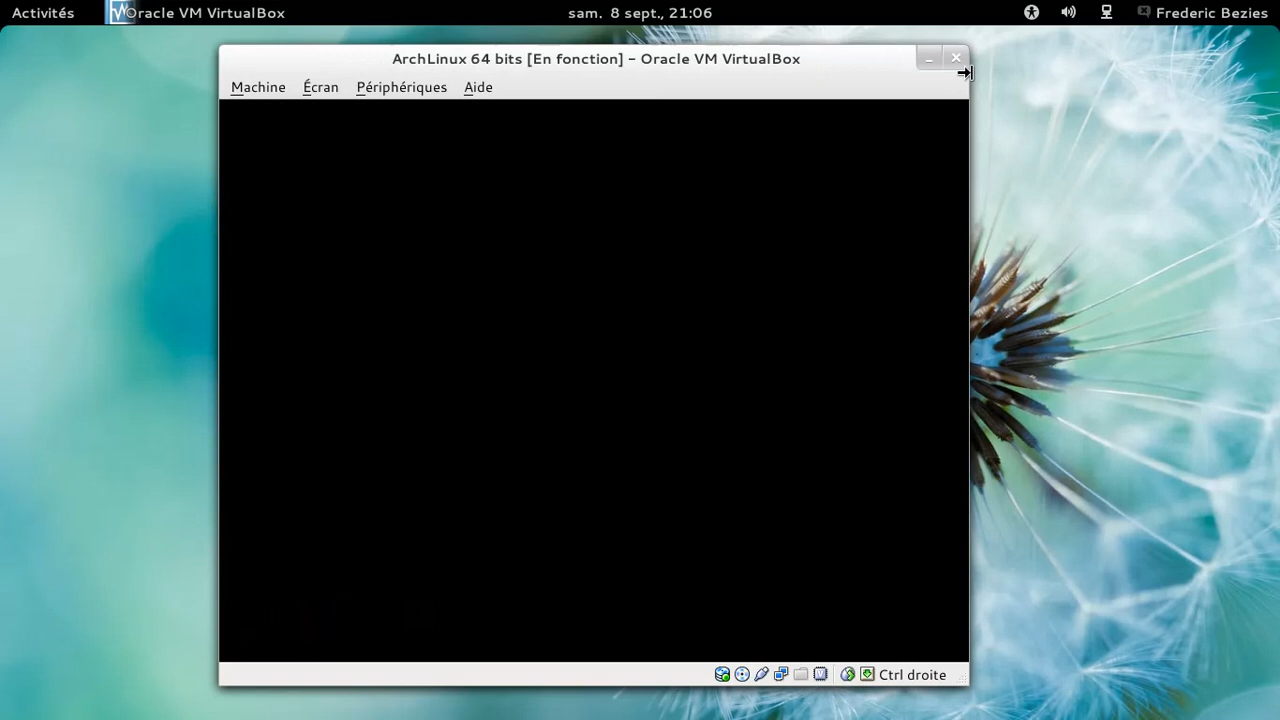 Activités
Oracle VM VirtualBox
sam. 8 sept., 21:06
Frederic Bezies
ArchLinux 64 bits [En fonction] – Oracle VM VirtualBox
Machine Écran Périphériques Aide
Ctrl droite